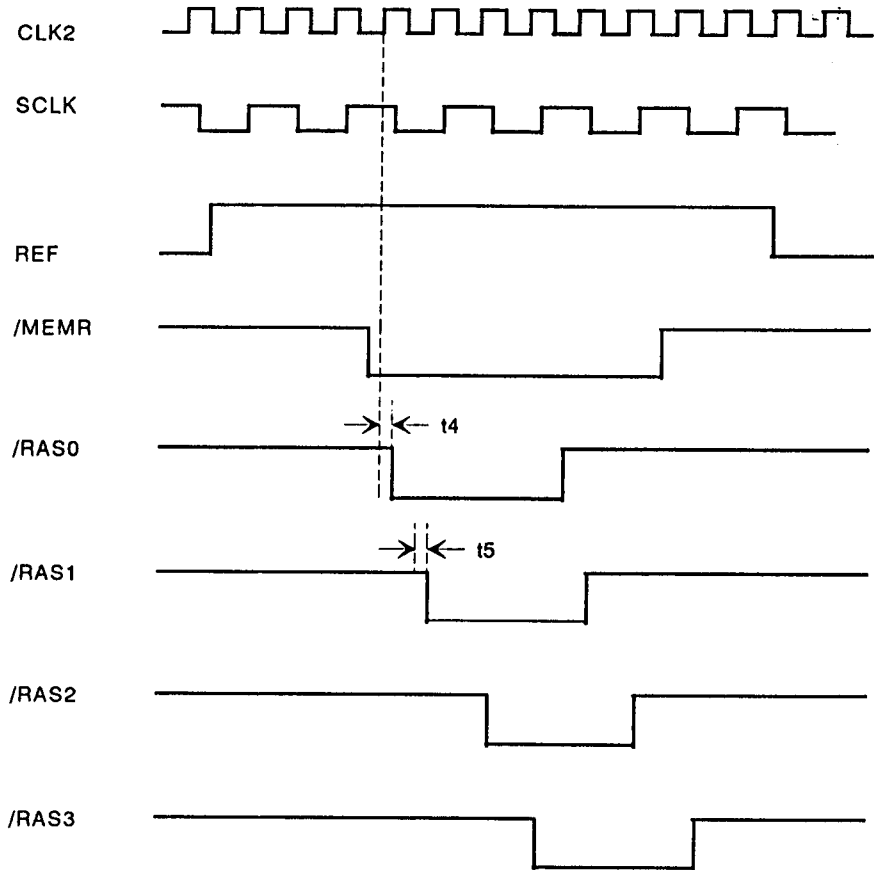 CLK2
SCLK
REF
/MEMR
t4
/RAS0
t5
/RAS1
/RAS2
/RAS3